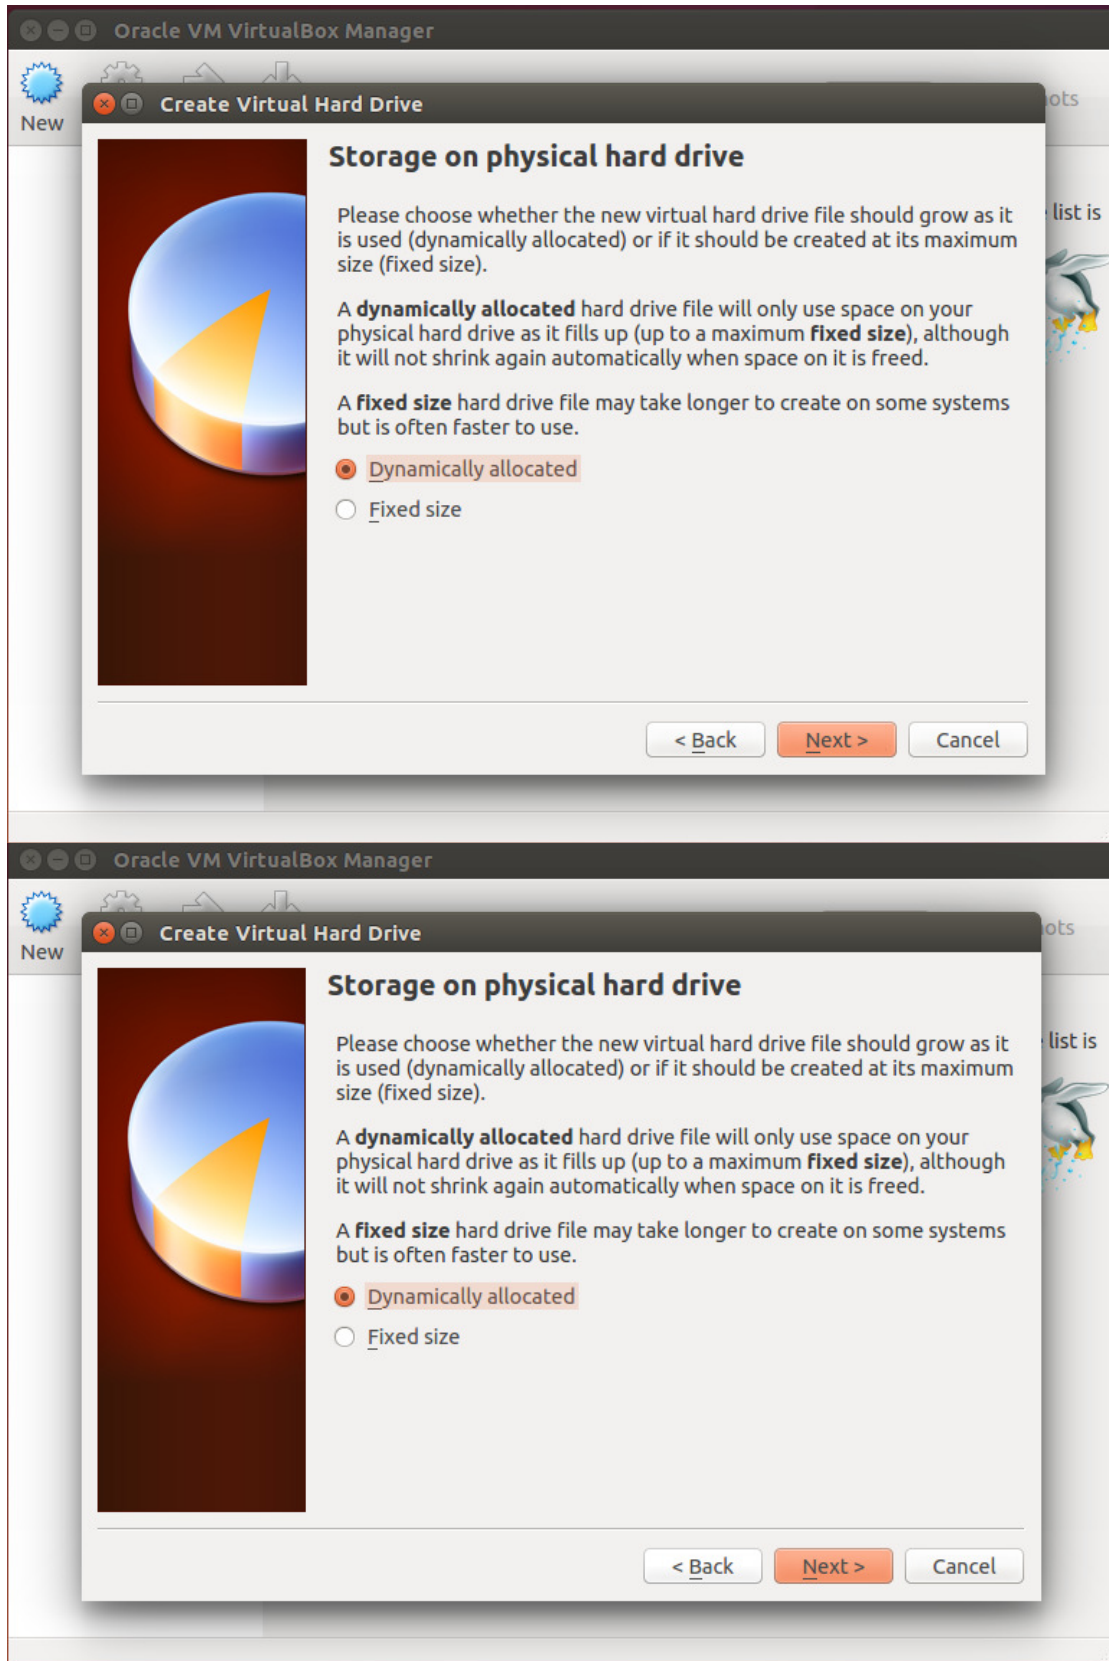 Oracle VM VirtualBox Manager
New
Create Virtual Hard Drive
ots
Storage on physical hard drive
Please choose whether the new virtual hard drive file should grow as it
is used (dynamically allocated) or if it should be created at its maximum
size (fixed size).
list is
A dynamically allocated hard drive file will only use space on your
physical hard drive as it fills up (up to a maximum fixed size), although
it will not shrink again automatically when space on it is freed.
A fixed size hard drive file may take longer to create on some systems
but is often faster to use.
Dynamically allocated
Fixed size
< Back
Next >
Cancel
Oracle VM VirtualBox Manager
New
Create Virtual Hard Drive
ots
Storage on physical hard drive
Please choose whether the new virtual hard drive file should grow as it
is used (dynamically allocated) or if it should be created at its maximum
size (fixed size).
list is
A dynamically allocated hard drive file will only use space on your
physical hard drive as it fills up (up to a maximum fixed size), although
it will not shrink again automatically when space on it is freed.
A fixed size hard drive file may take longer to create on some systems
but is often faster to use.
Dynamically allocated
Fixed size
< Back
Next >
Cancel